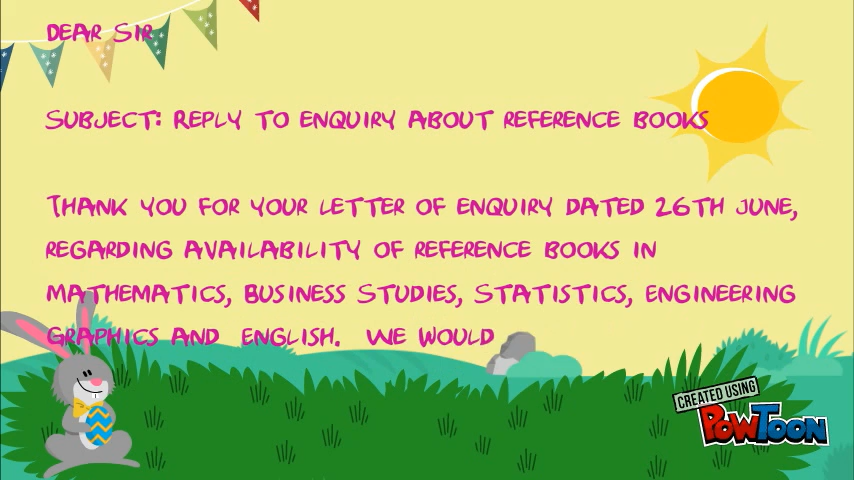 Dear Sir
Subject: Reply to enquiry about reference books
Thank you for your letter of enquiry dated 26th June,
regarding availability of reference books in
mathematics, Business Studies, Statistics, engineering
graphics and english. We would
CREATED USING
POWTOON